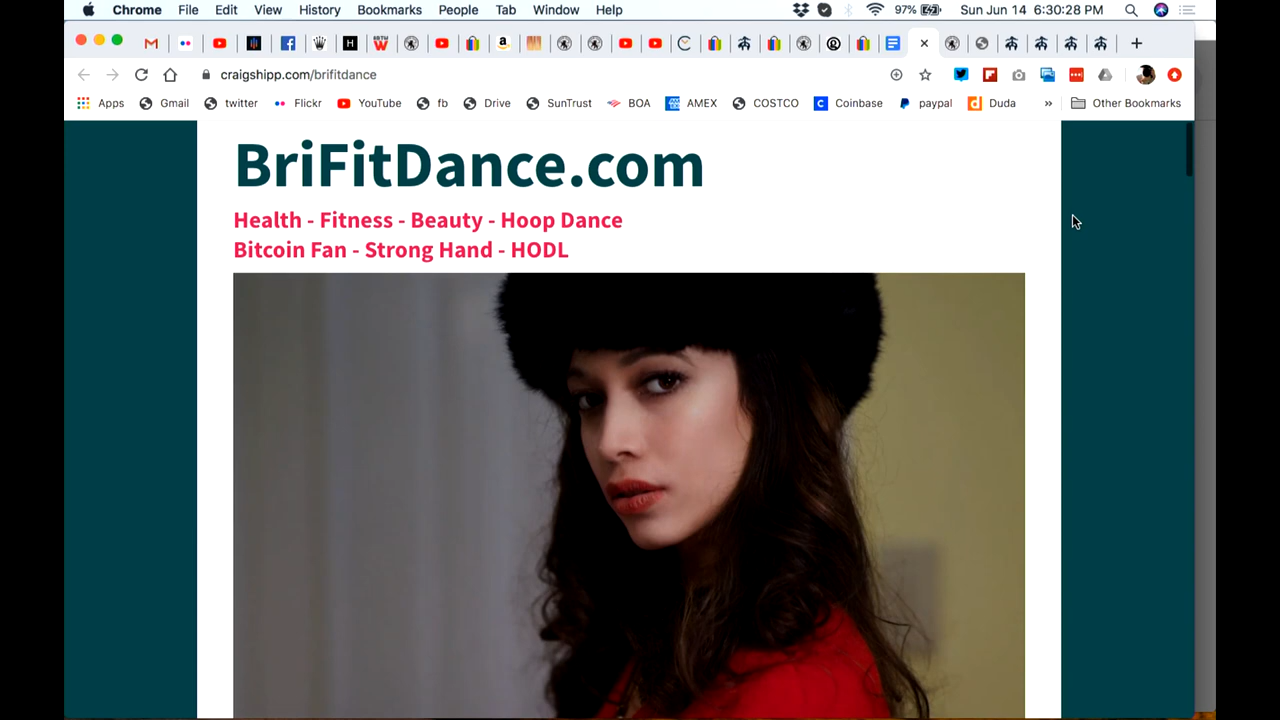 Chrome File Edit View History Bookmarks People Tab Window Help 97% Sun Jun 14 6:30:28 PM
craigshipp.com/brifitdance
Apps Gmail twitter Flickr YouTube fb Drive SunTrust BOA AMEX COSTCO Coinbase paypal Duda » Other Bookmarks
BriFitDance.com
Health - Fitness - Beauty - Hoop Dance
Bitcoin Fan - Strong Hand - HODL